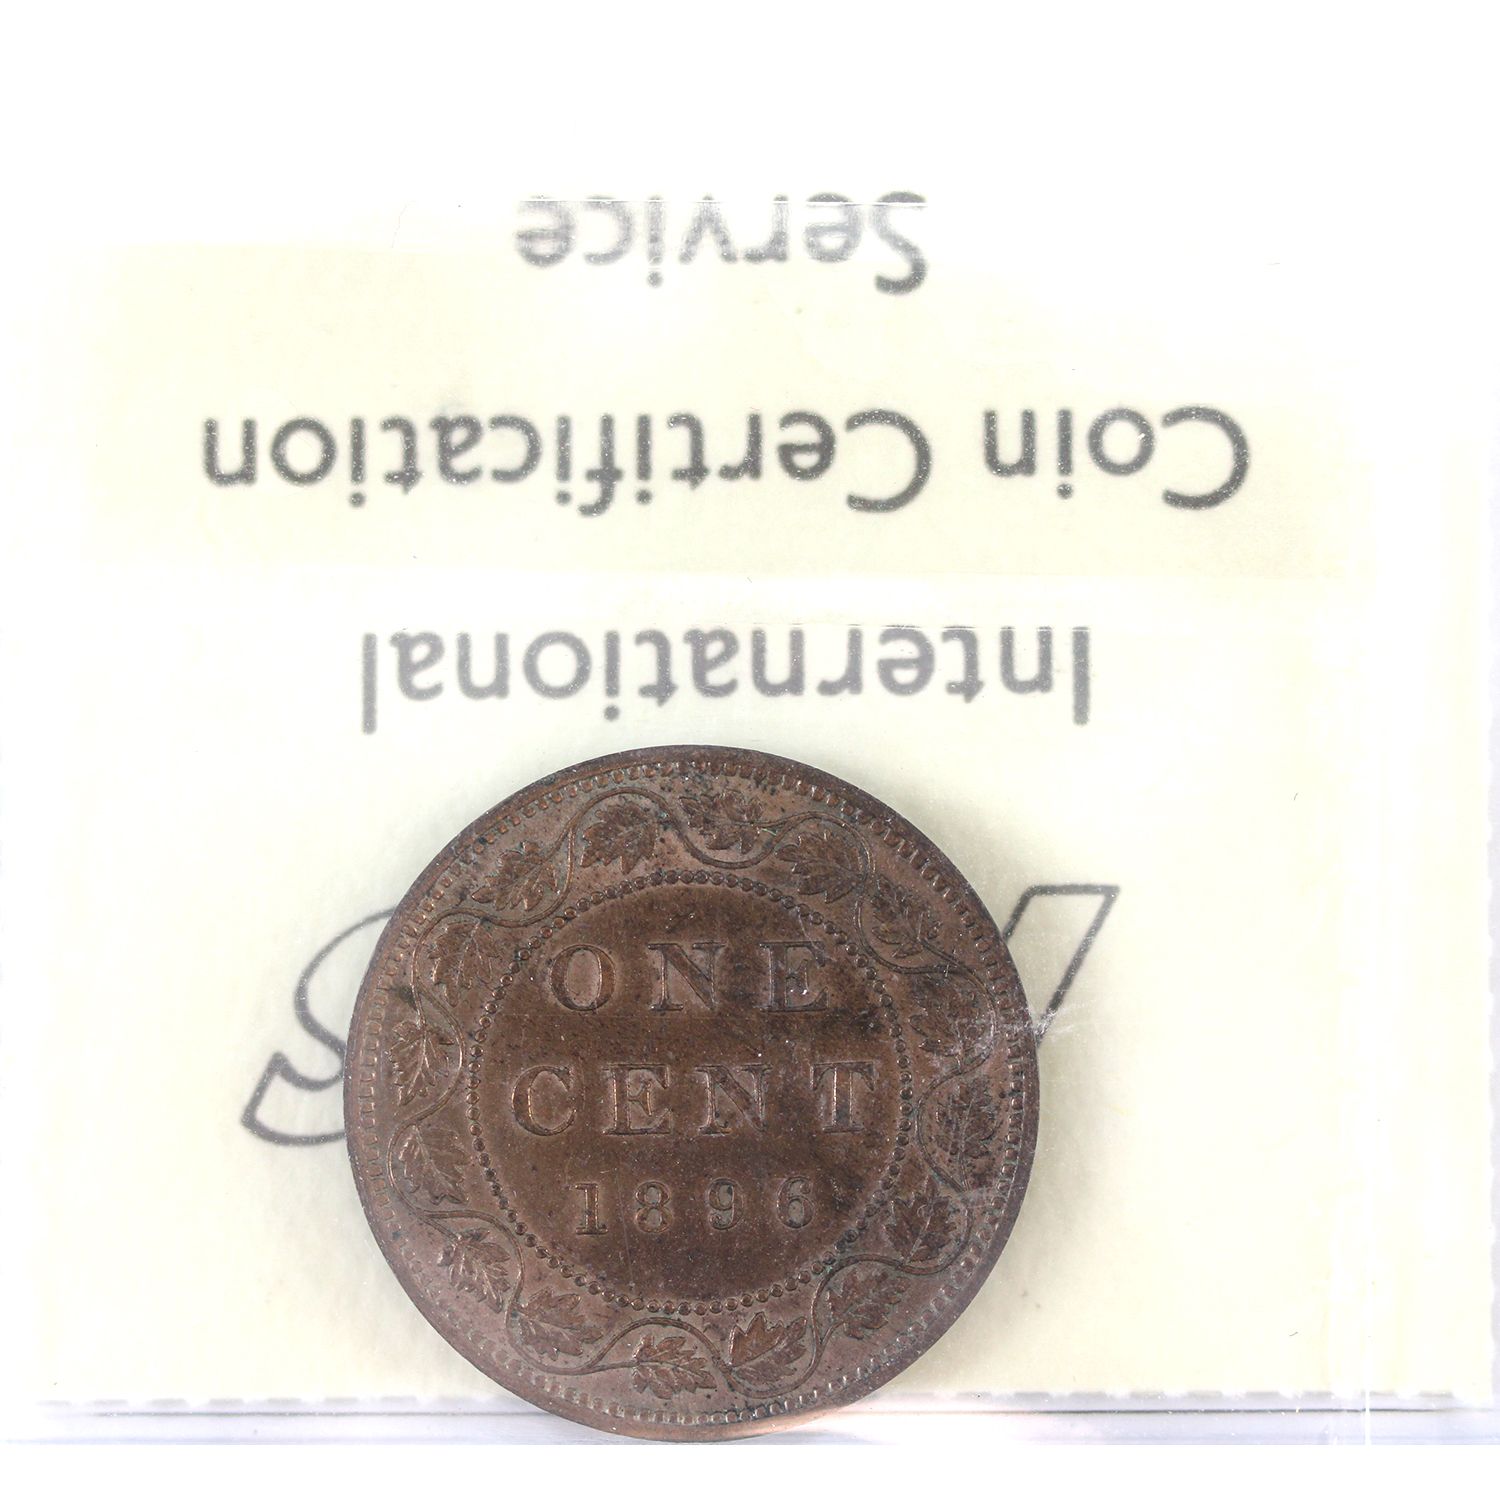 International
Coin Certification
Service
ONE
CENT
1896